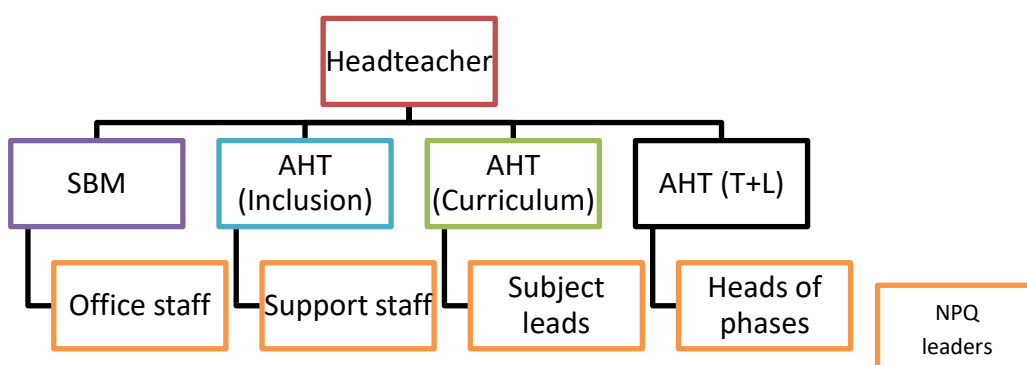 Headteacher
SBM
AHT
(Inclusion)
AHT
(Curriculum)
AHT (T+L)
Office staff
Support staff
Subject
leads
Heads of
phases
NPQ
leaders